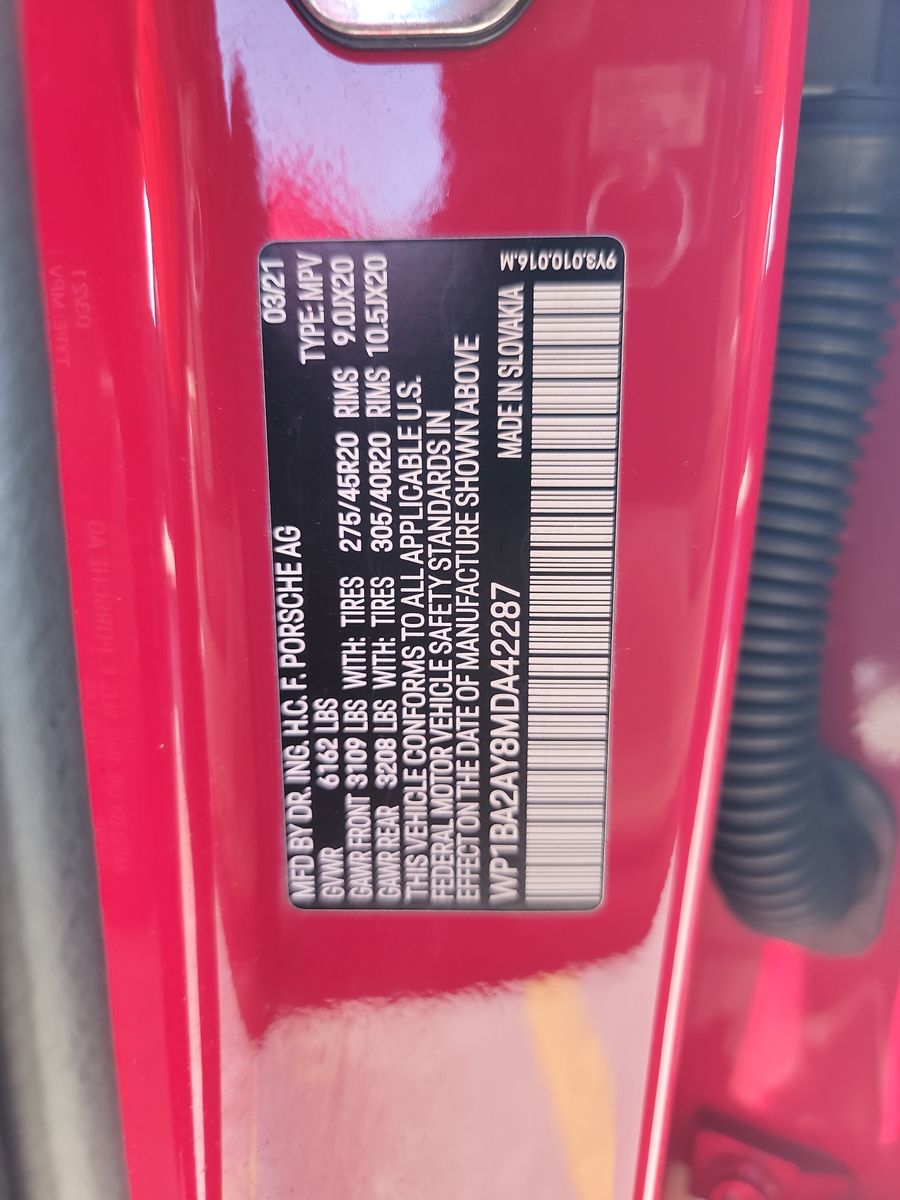 MFD BY DR. ING. H.C. F. PORSCHE AG 03/21
GVWR 6162 LBS TYPE: MPV
GAWR FRONT 3109 LBS WITH: TIRES 275/45R20 RIMS 9.0JX20
GAWR REAR 3208 LBS WITH: TIRES 305/40R20 RIMS 10.5JX20
THIS VEHICLE CONFORMS TO ALL APPLICABLE U.S.
FEDERAL MOTOR VEHICLE SAFETY STANDARDS IN
EFFECT ON THE DATE OF MANUFACTURE SHOWN ABOVE
WP1BA2AY8MDA42287 MADE IN SLOVAKIA
9Y3.010.016.M